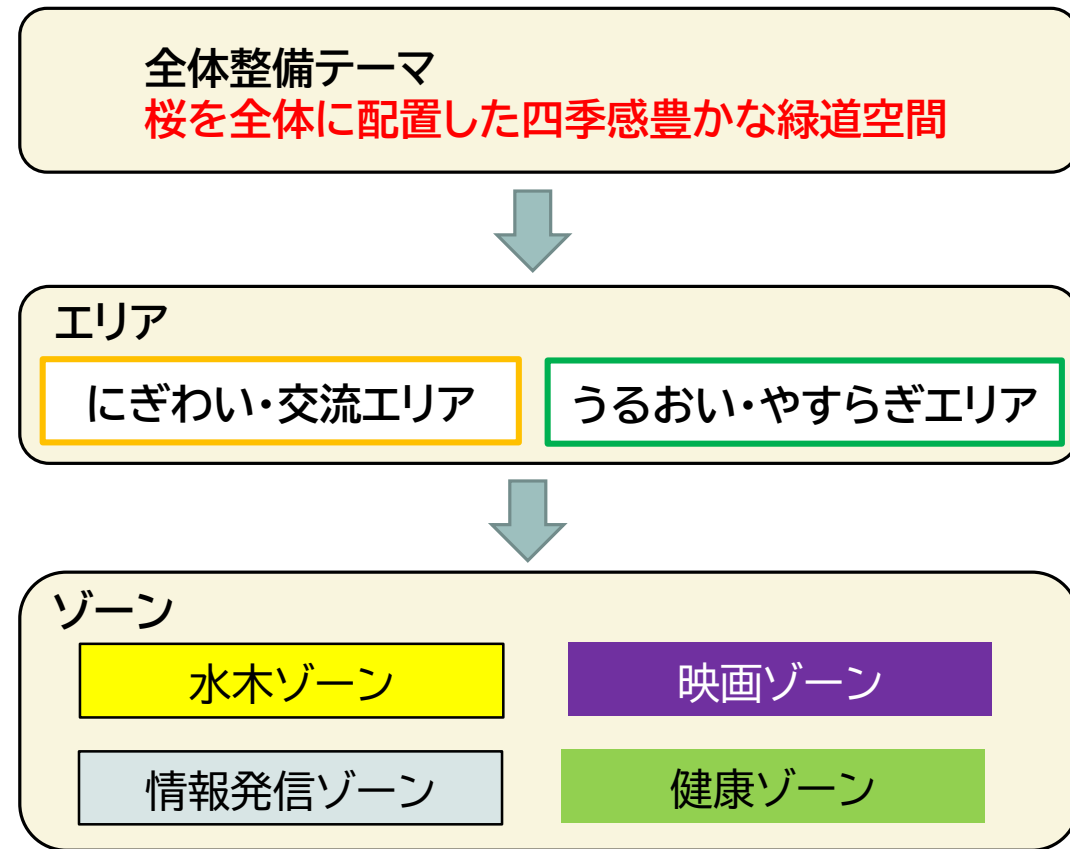 全体整備テーマ
桜を全体に配置した四季感豊かな緑道空間
エリア
にぎわい・交流エリア
うるおい・やすらぎエリア
ゾーン
水木ゾーン
映画ゾーン
情報発信ゾーン
健康ゾーン